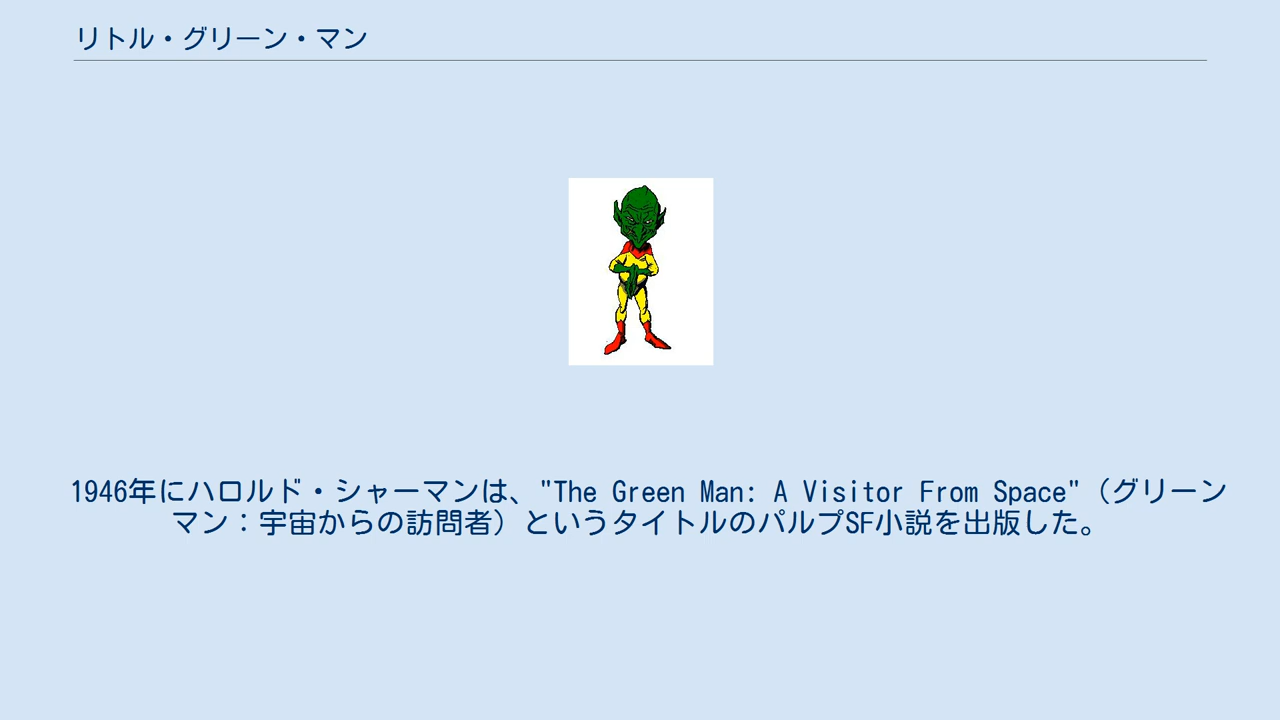 リトル・グリーン・マン
1946年にハロルド・シャーマンは、"The Green Man: A Visitor From Space"（グリーン
マン：宇宙からの訪問者）というタイトルのパルプSF小説を出版した。